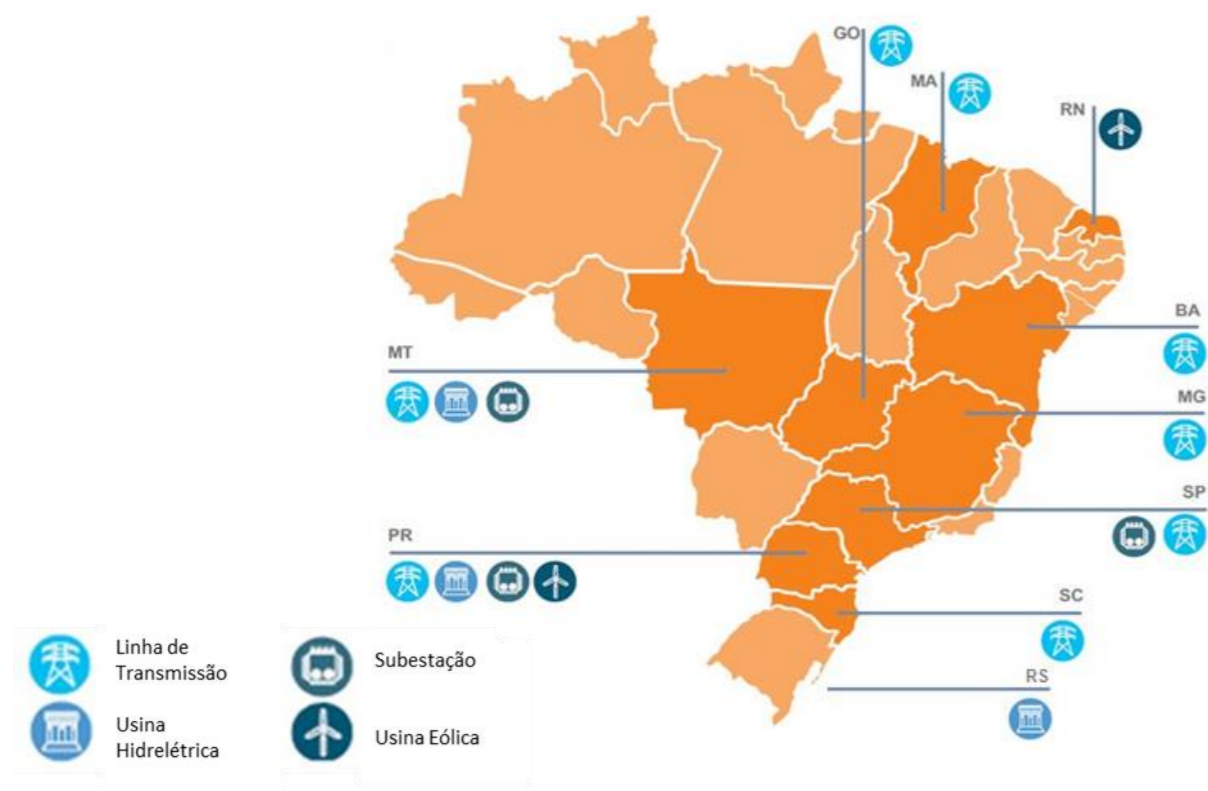 GO
MA
RN
BA
MT
MG
SP
PR
SC
RS
Linha de
Transmissão
Subestação
Usina
Hidrelétrica
Usina Eólica